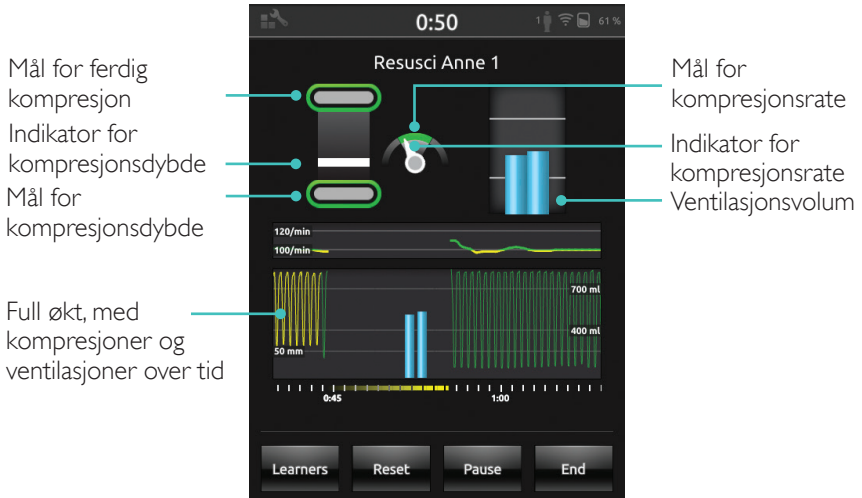 0:50
1
61 %
Resusci Anne 1
Mål for ferdig
kompresjon
Indikator for
kompresjonsdybde
Mål for
kompresjonsdybde
Full økt, med
kompresjoner og
ventilasjoner over tid
Mål for
kompresjonsrate
Indikator for
kompresjonsrate
Ventilasjonsvolum
120/min
100/min
700 ml
400 ml
50 mm
0:45
1:00
Learners
Reset
Pause
End